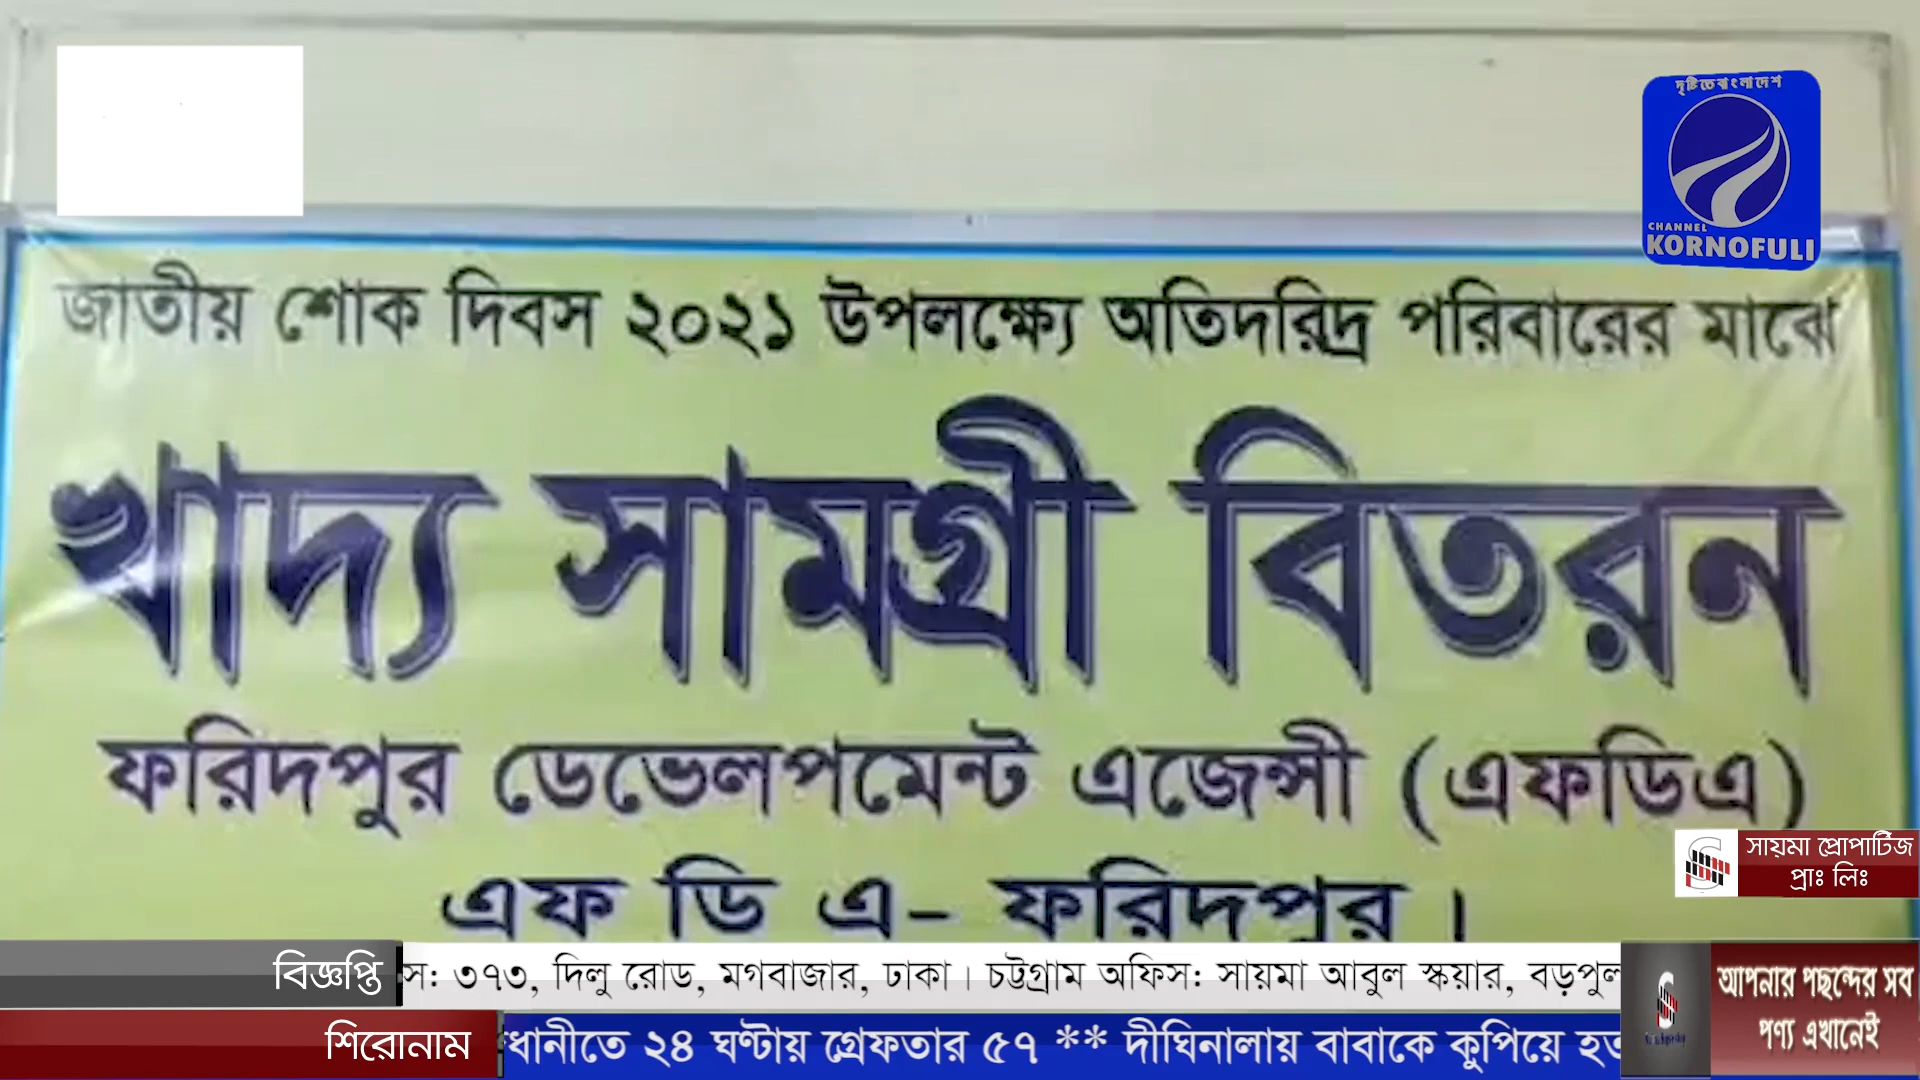 দৃষ্টিতে বাংলাদেশ
CHANNEL
KORNOFULI
জাতীয় শোক দিবস ২০২১ উপলক্ষ্যে অতিদরিদ্র পরিবারের মাঝে
খাদ্য সামগ্রী বিতরন
ফরিদপুর ডেভেলপমেন্ট এজেন্সী (এফডিএ)
এফ ডি এ- ফরিদপুর।
সায়মা প্রোপার্টিজ
প্রাঃ লিঃ
বিজ্ঞপ্তি
স: ৩৭৩, দিলু রোড, মগবাজার, ঢাকা। চট্টগ্রাম অফিস: সায়মা আবুল স্কয়ার, বড়পুল
শিরোনাম
ধানীতে ২৪ ঘণ্টায় গ্রেফতার ৫৭ ** দীঘিনালায় বাবাকে কুপিয়ে
আপনার পছন্দের সব
পণ্য এখানেই